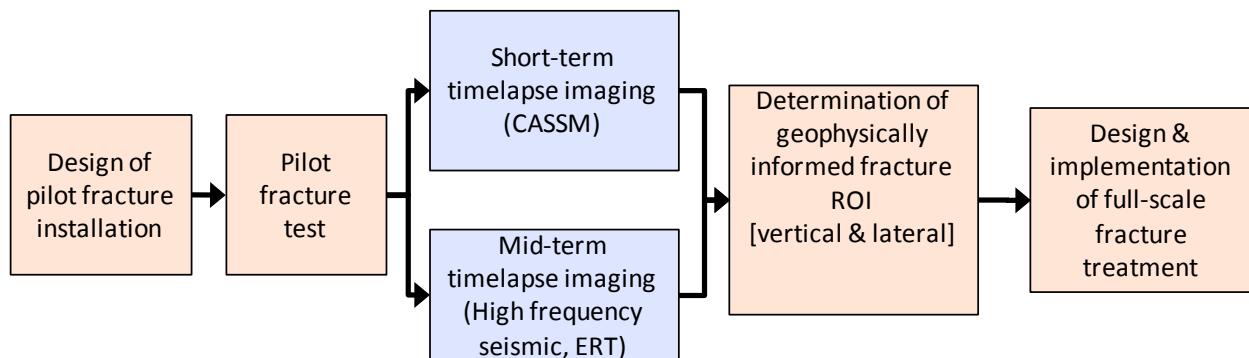 Design of
pilot fracture
installation
Pilot
fracture
test
Short-term
timelapse imaging
(CASSM)
Mid-term
timelapse imaging
(High frequency
seismic, ERT)
Determination of
geophysically
informed fracture
ROI
[vertical & lateral]
Design &
implementation
of full-scale
fracture
treatment